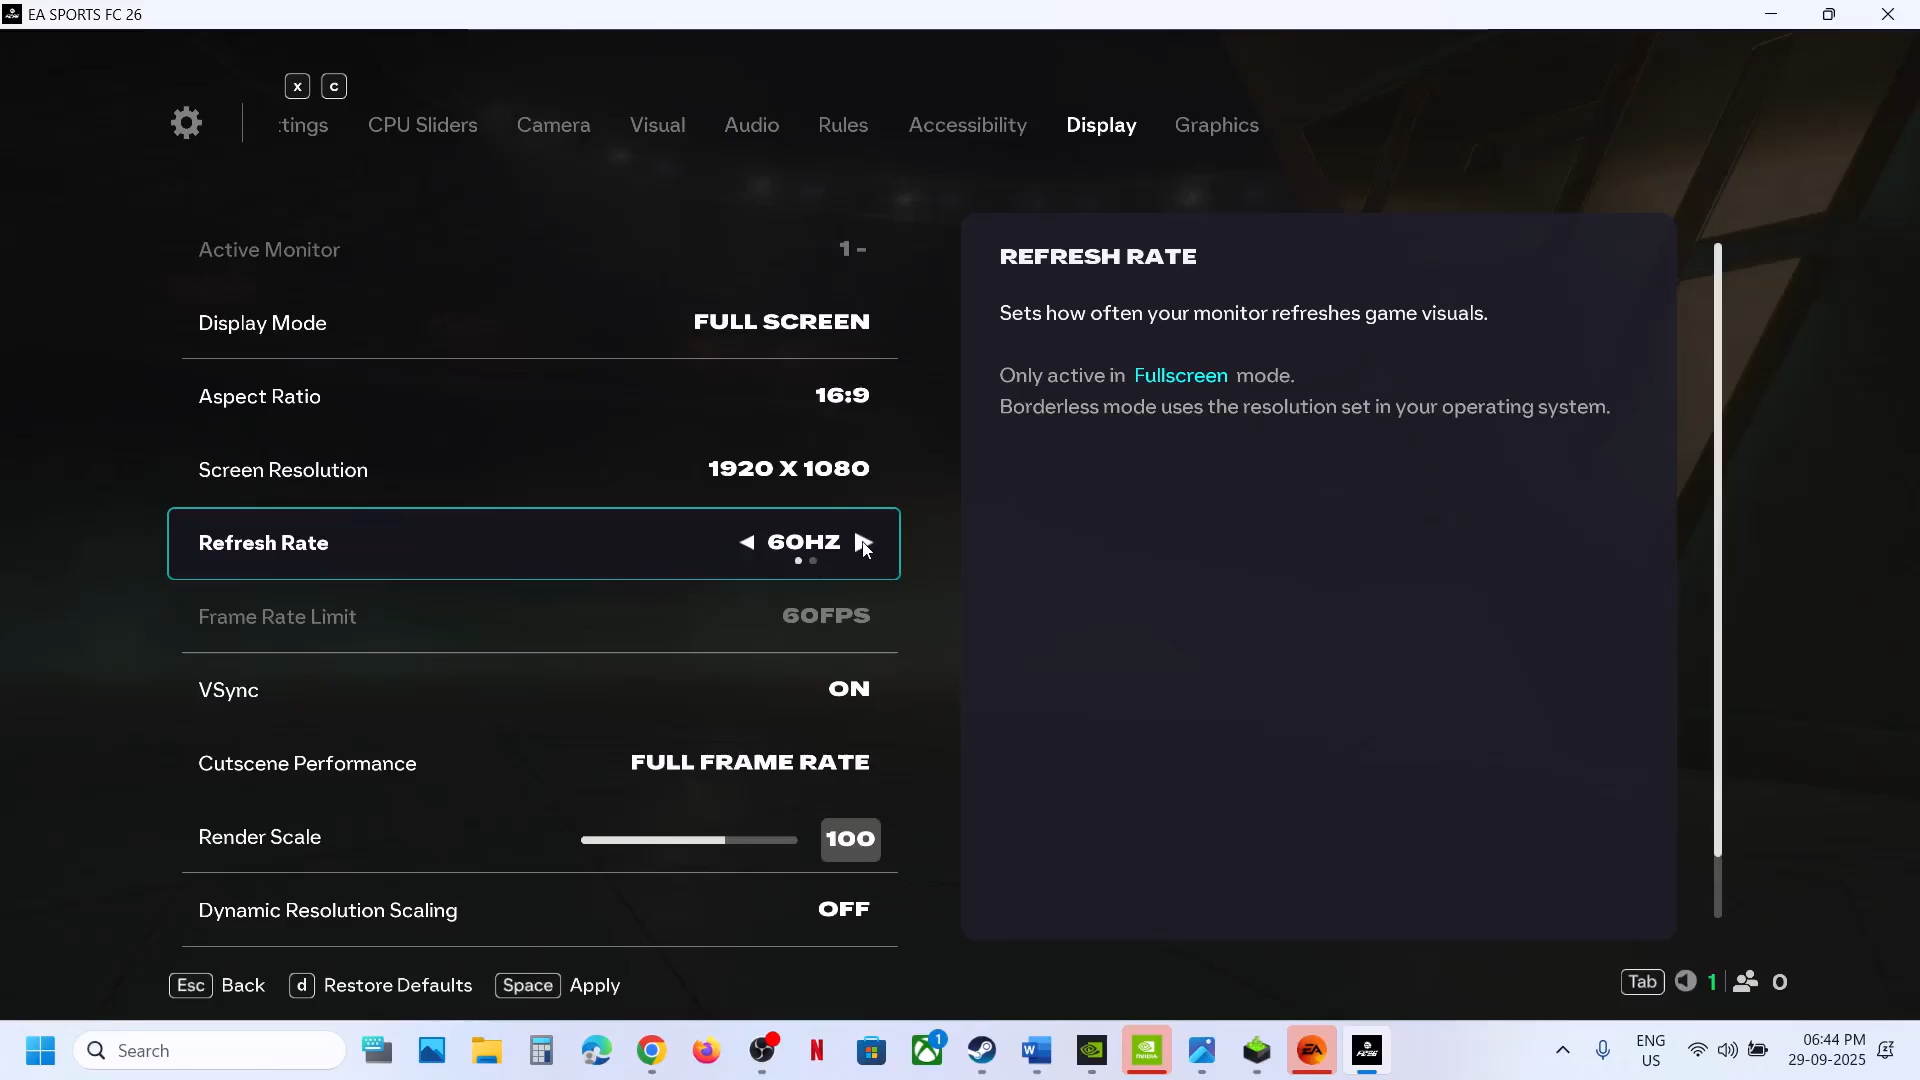 EA SPORTS FC 26
x c
:tings CPU Sliders Camera Visual Audio Rules Accessibility Display Graphics
Active Monitor 1 -
Display Mode FULL SCREEN
Aspect Ratio 16:9
Screen Resolution 1920 X 1080
Refresh Rate 60HZ
Frame Rate Limit 60FPS
VSync ON
Cutscene Performance FULL FRAME RATE
Render Scale 100
Dynamic Resolution Scaling OFF
REFRESH RATE
Sets how often your monitor refreshes game visuals.
Only active in Fullscreen mode.
Borderless mode uses the resolution set in your operating system.
Esc Back d Restore Defaults Space Apply
Tab 1 0
Search
1
ENG
US
06:44 PM
29-09-2025